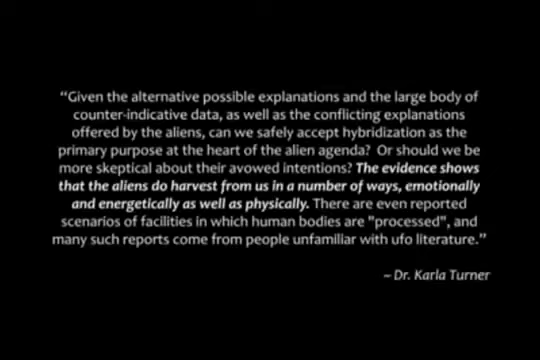 “Given the alternative possible explanations and the large body of
counter-indicative data, as well as the conflicting explanations
offered by the aliens, can we safely accept hybridization as the
primary purpose at the heart of the alien agenda?  Or should we be
more skeptical about their avowed intentions? The evidence shows
that the aliens do harvest from us in a number of ways, emotionally
and energetically as well as physically. There are even reported
scenarios of facilities in which human bodies are "processed", and
many such reports come from people unfamiliar with ufo literature.”
~ Dr. Karla Turner